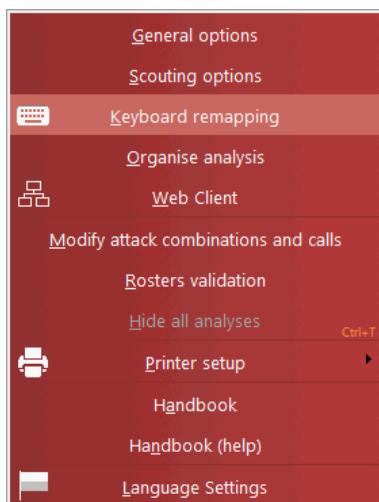 General options
Scouting options
Keyboard remapping
Organise analysis
Web Client
Modify attack combinations and calls
Rosters validation
Hide all analyses
Ctrl+T
Printer setup
Handbook
Handbook (help)
Language Settings